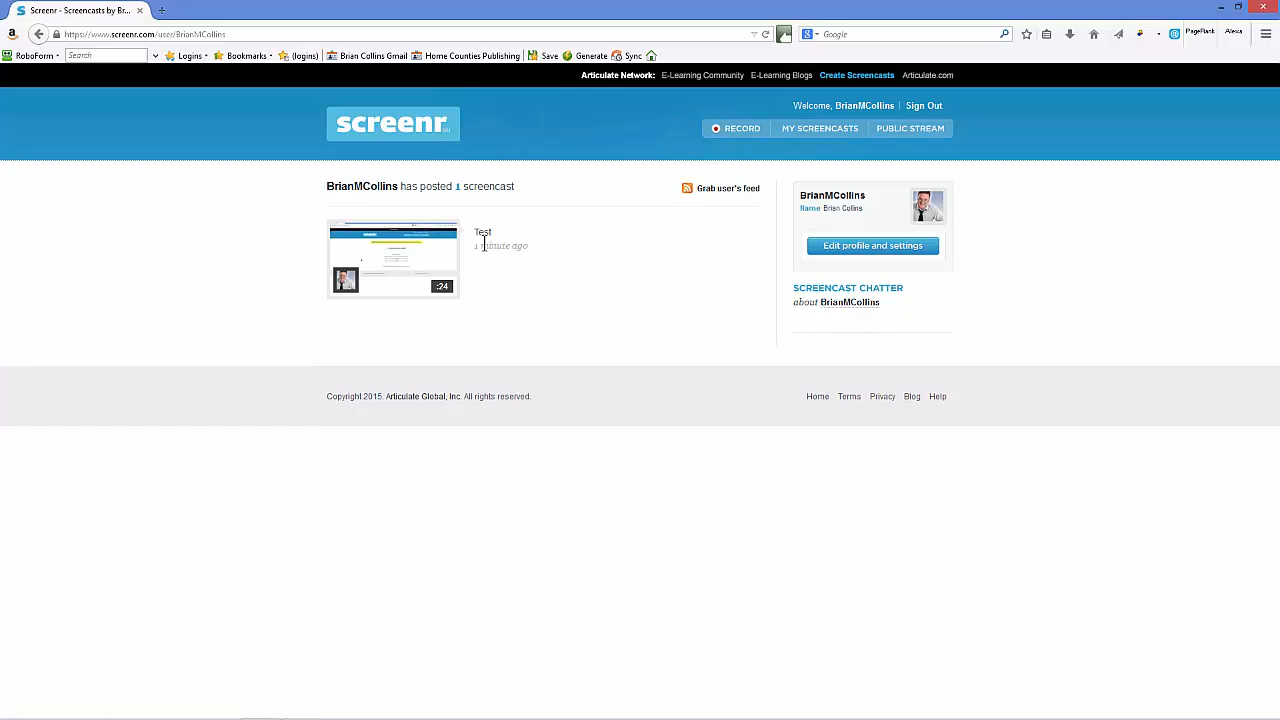 Screenr - Screencasts by Br...
https://www.screenr.com/user/BrianMCollins
Google
PageRank
Alexa
RoboForm
Search
Logins
Bookmarks
(logins)
Brian Collins Gmail
Home Counties Publishing
Save
Generate
Sync
Articulate Network: E-Learning Community E-Learning Blogs Create Screencasts Articulate.com
Welcome, BrianMCollins | Sign Out
screenr
RECORD MY SCREENCASTS PUBLIC STREAM
BrianMCollins has posted 1 screencast
Grab user's feed
Test
1 minute ago
:24
BrianMCollins
Name Brian Collins
Edit profile and settings
SCREENCAST CHATTER
about BrianMCollins
Copyright 2015. Articulate Global, Inc. All rights reserved.
Home Terms Privacy Blog Help